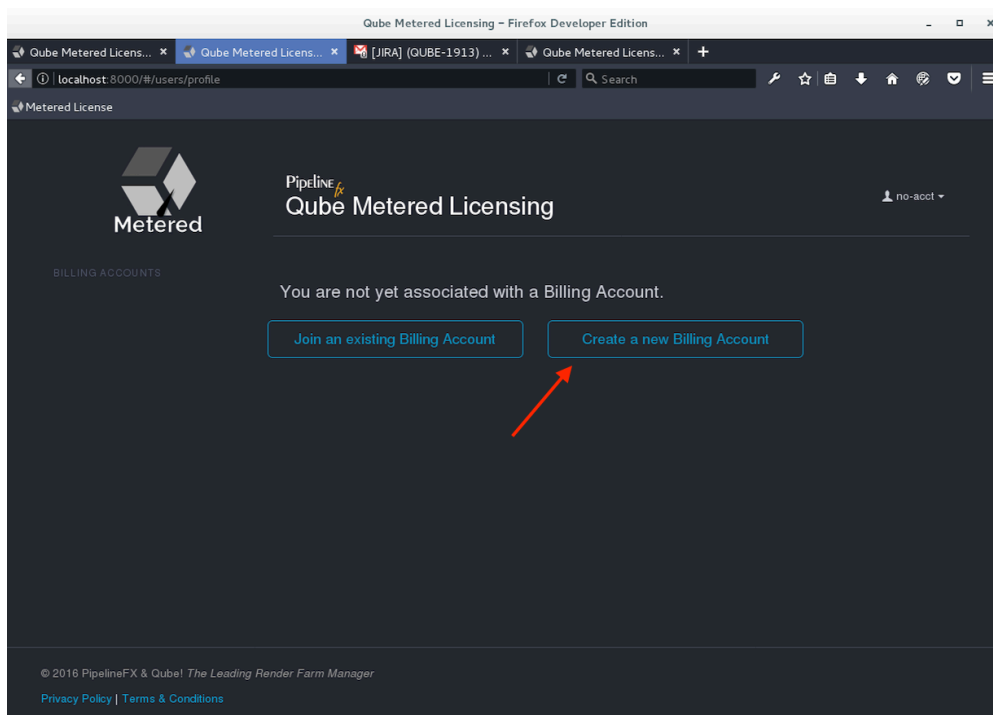 Qube Metered Licensing - Firefox Developer Edition
Qube Metered Licens... × Qube Metered Licens... × [JIRA] (QUBE-1913) ... × Qube Metered Licens... × +
localhost:8000/#/users/profile Search
Metered License
Metered
Pipeline fx
Qube Metered Licensing
no-acct
BILLING ACCOUNTS
You are not yet associated with a Billing Account.
Join an existing Billing Account Create a new Billing Account
© 2016 PipelineFX & Qube! The Leading Render Farm Manager
Privacy Policy | Terms & Conditions